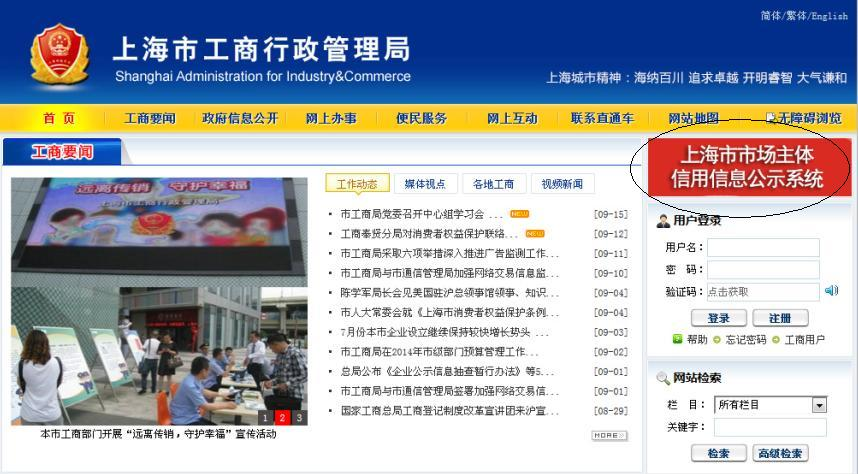 简体/繁体/English
上海市工商行政管理局
Shanghai Administration for Industry&Commerce
上海城市精神：海纳百川 追求卓越 开明睿智 大气谦和
首 页 工商要闻 政府信息公开 网上办事 便民服务 网上互动 联系直通车 网站地图 无障碍浏览
工商要闻
远离传销，守护幸福
1 2 3
本市工商部门开展“远离传销，守护幸福”宣传活动
工作动态 媒体视点 各地工商 视频新闻
市工商局党委召开中心组学习会 ... NEW [09-15]
工商奉贤分局对消费者权益保护联络... NEW [09-12]
市工商局采取六项举措深入推进广告监测工作... [09-11]
市工商局与市通信管理局加强网络交易信息监... [09-10]
陈学军局长会见美国驻沪总领事馆领事、知识... [09-04]
市人大常委会就《上海市消费者权益保护条例... [09-04]
7月份本市企业设立继续保持较快增长势头 ... [09-03]
市工商局在2014年市级部门预算管理工作... [09-02]
总局公布《企业公示信息抽查暂行办法》等5... [09-01]
市工商局与市通信管理局签署加强网络交易信... [09-01]
国家工商总局工商登记制度改革宣讲团来沪宣... [08-29]
MORE
上海市市场主体
信用信息公示系统
用户登录
用户名：
密 码：
验证码： 点击获取
登录 注册
帮助 忘记密码 工商用户
网站检索
栏 目： 所有栏目
关键字：
检索 高级检索